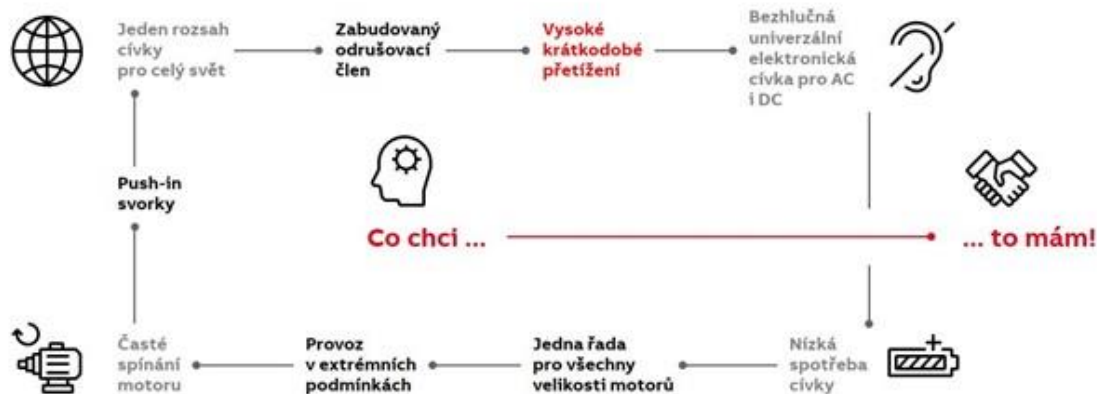 Jeden rozsah
cívky
pro celý svět
Zabudovaný
odrušovací
člen
Vysoké
krátkodobé
přetížení
Bezhlučná
univerzální
elektronická
cívka pro AC
i DC
Push-in
svorky
Co chci ...
... to mám!
Časté
spínání
motoru
Provoz
v extrémních
podmínkách
Jedna řada
pro všechny
velikosti motorů
Nízká
spotřeba
cívky